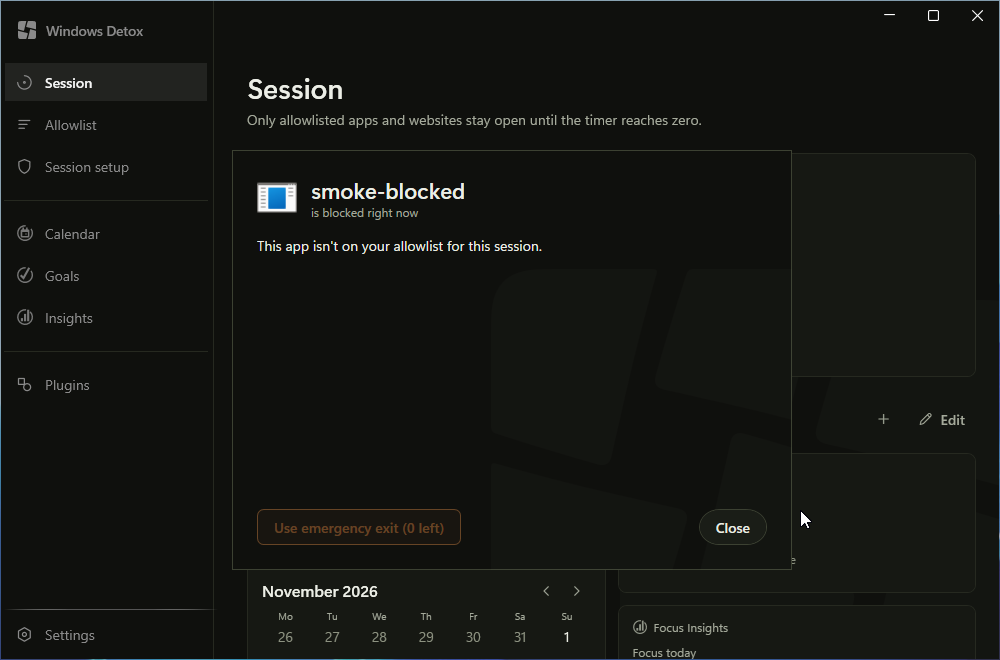 Windows Detox
Session
Allowlist
Session setup
Calendar
Goals
Insights
Plugins
Settings
Session
Only allowlisted apps and websites stay open until the timer reaches zero.
smoke-blocked
is blocked right now
This app isn't on your allowlist for this session.
Use emergency exit (0 left)
Close
Edit
November 2026
Mo Tu We Th Fr Sa Su
26 27 28 29 30 31 1
Focus Insights
Focus today